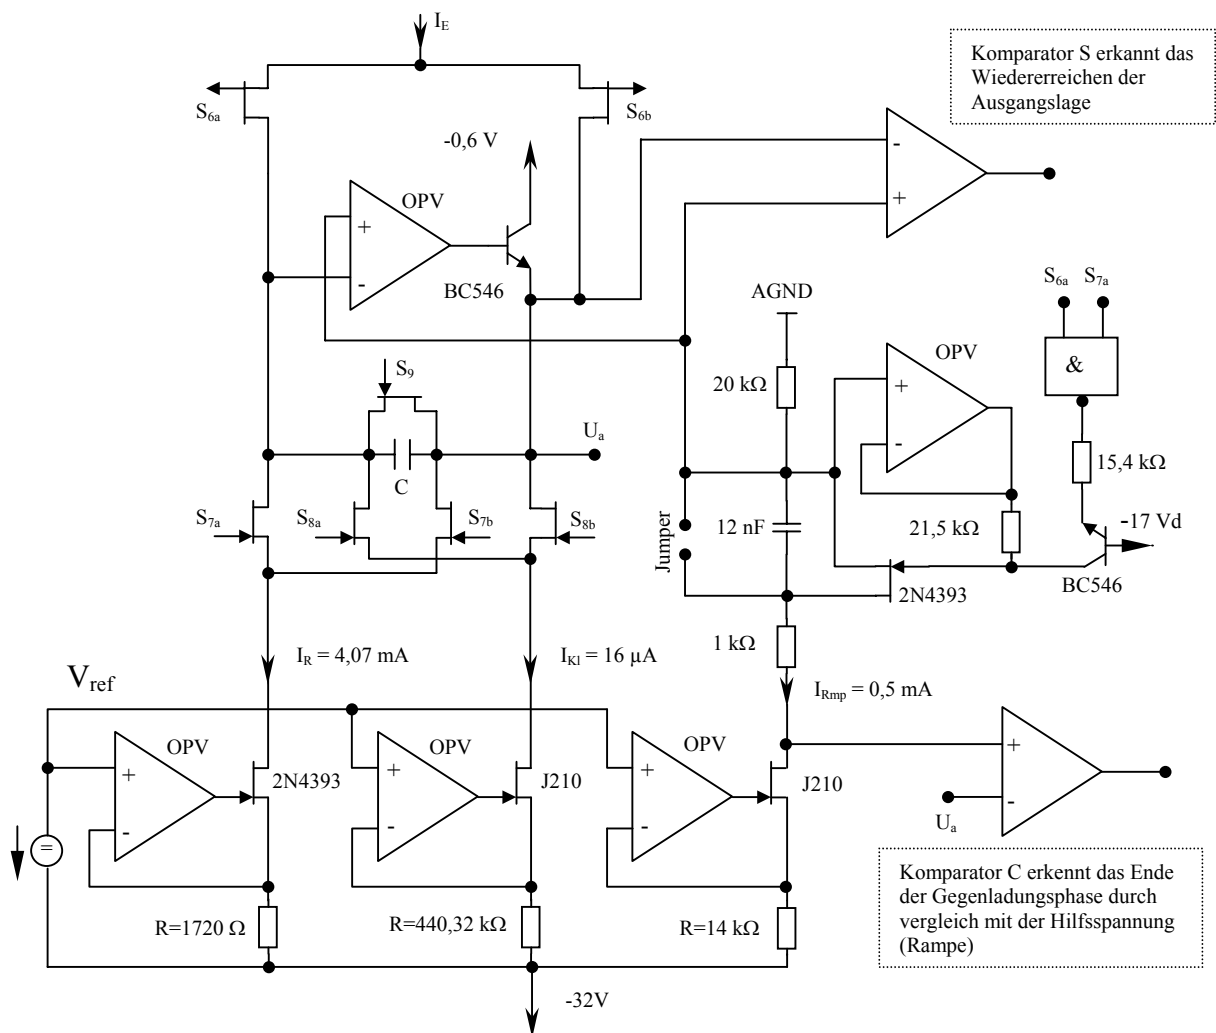 I_E
Komparator S erkannt das
Wiedererreichen der
Ausgangslage
S_6a
S_6b
-0,6 V
OPV
+
-
BC546
-
+
S_6a
S_7a
&
AGND
20 kΩ
OPV
+
-
15,4 kΩ
21,5 kΩ
-17 Vd
BC546
S_9
U_a
C
S_7a
S_8a
S_7b
S_8b
Jumper
12 nF
2N4393
1 kΩ
I_R = 4,07 mA
I_Kl = 16 µA
I_Rmp = 0,5 mA
V_ref
OPV
+
-
2N4393
OPV
+
-
J210
OPV
+
-
J210
+
-
U_a
=
R=1720 Ω
R=440,32 kΩ
R=14 kΩ
-32V
Komparator C erkennt das Ende
der Gegenladungsphase durch
vergleich mit der Hilfsspannung
(Rampe)